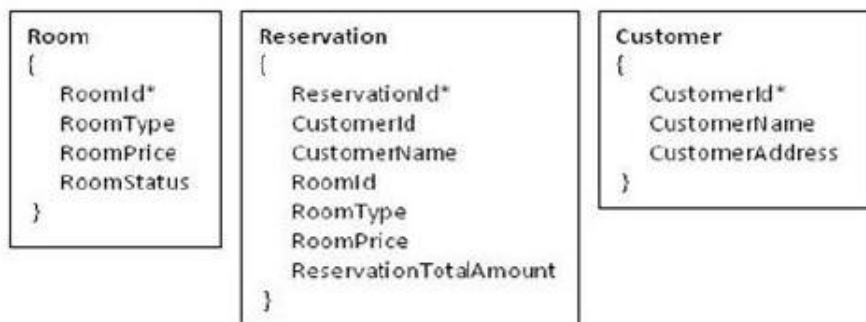 Room
{
RoomId*
RoomType
RoomPrice
RoomStatus
}
Reservation
{
ReservationId*
CustomerId
CustomerName
RoomId
RoomType
RoomPrice
ReservationTotalAmount
}
Customer
{
CustomerId*
CustomerName
CustomerAddress
}